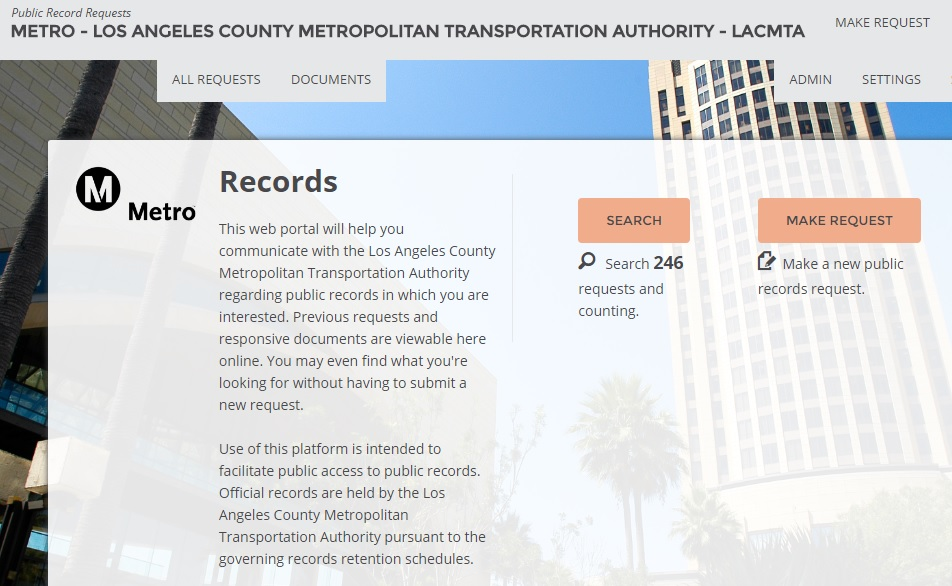 Public Record Requests
METRO - LOS ANGELES COUNTY METROPOLITAN TRANSPORTATION AUTHORITY - LACMTA
MAKE REQUEST
ALL REQUESTS
DOCUMENTS
ADMIN
SETTINGS
M
Metro
Records
This web portal will help you
communicate with the Los Angeles County
Metropolitan Transportation Authority
regarding public records in which you are
interested. Previous requests and
responsive documents are viewable here
online. You may even find what you're
looking for without having to submit a
new request.
Use of this platform is intended to
facilitate public access to public records.
Official records are held by the Los
Angeles County Metropolitan
Transportation Authority pursuant to the
governing records retention schedules.
SEARCH
Search 246
requests and
counting.
MAKE REQUEST
Make a new public
records request.